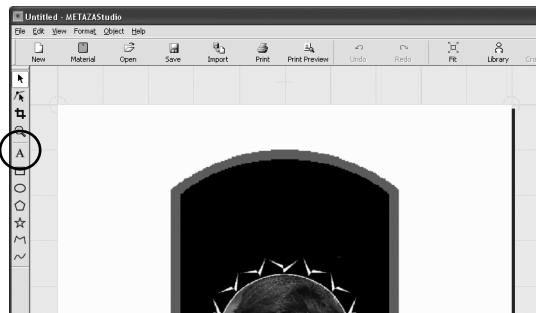 Untitled - METAZAStudio
File Edit View Format Object Help
New Material Open Save Import Print Print Preview Undo Redo Fit Library Cra
A